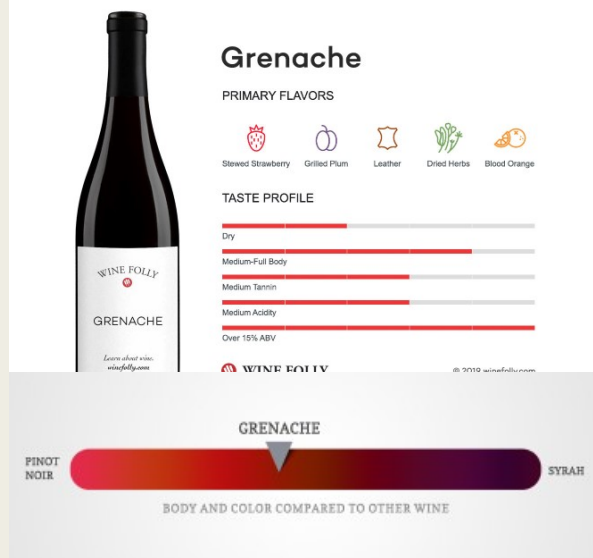 Grenache
PRIMARY FLAVORS
Stewed Strawberry Grilled Plum Leather Dried Herbs Blood Orange
TASTE PROFILE
Dry
Medium-Full Body
Medium Tannin
Medium Acidity
Over 15% ABV
WINE FOLLY © 2019 winefolly.com
WINE FOLLY
GRENACHE
Learn about wine.
winefolly.com
GRENACHE
PINOT NOIR
SYRAH
BODY AND COLOR COMPARED TO OTHER WINE